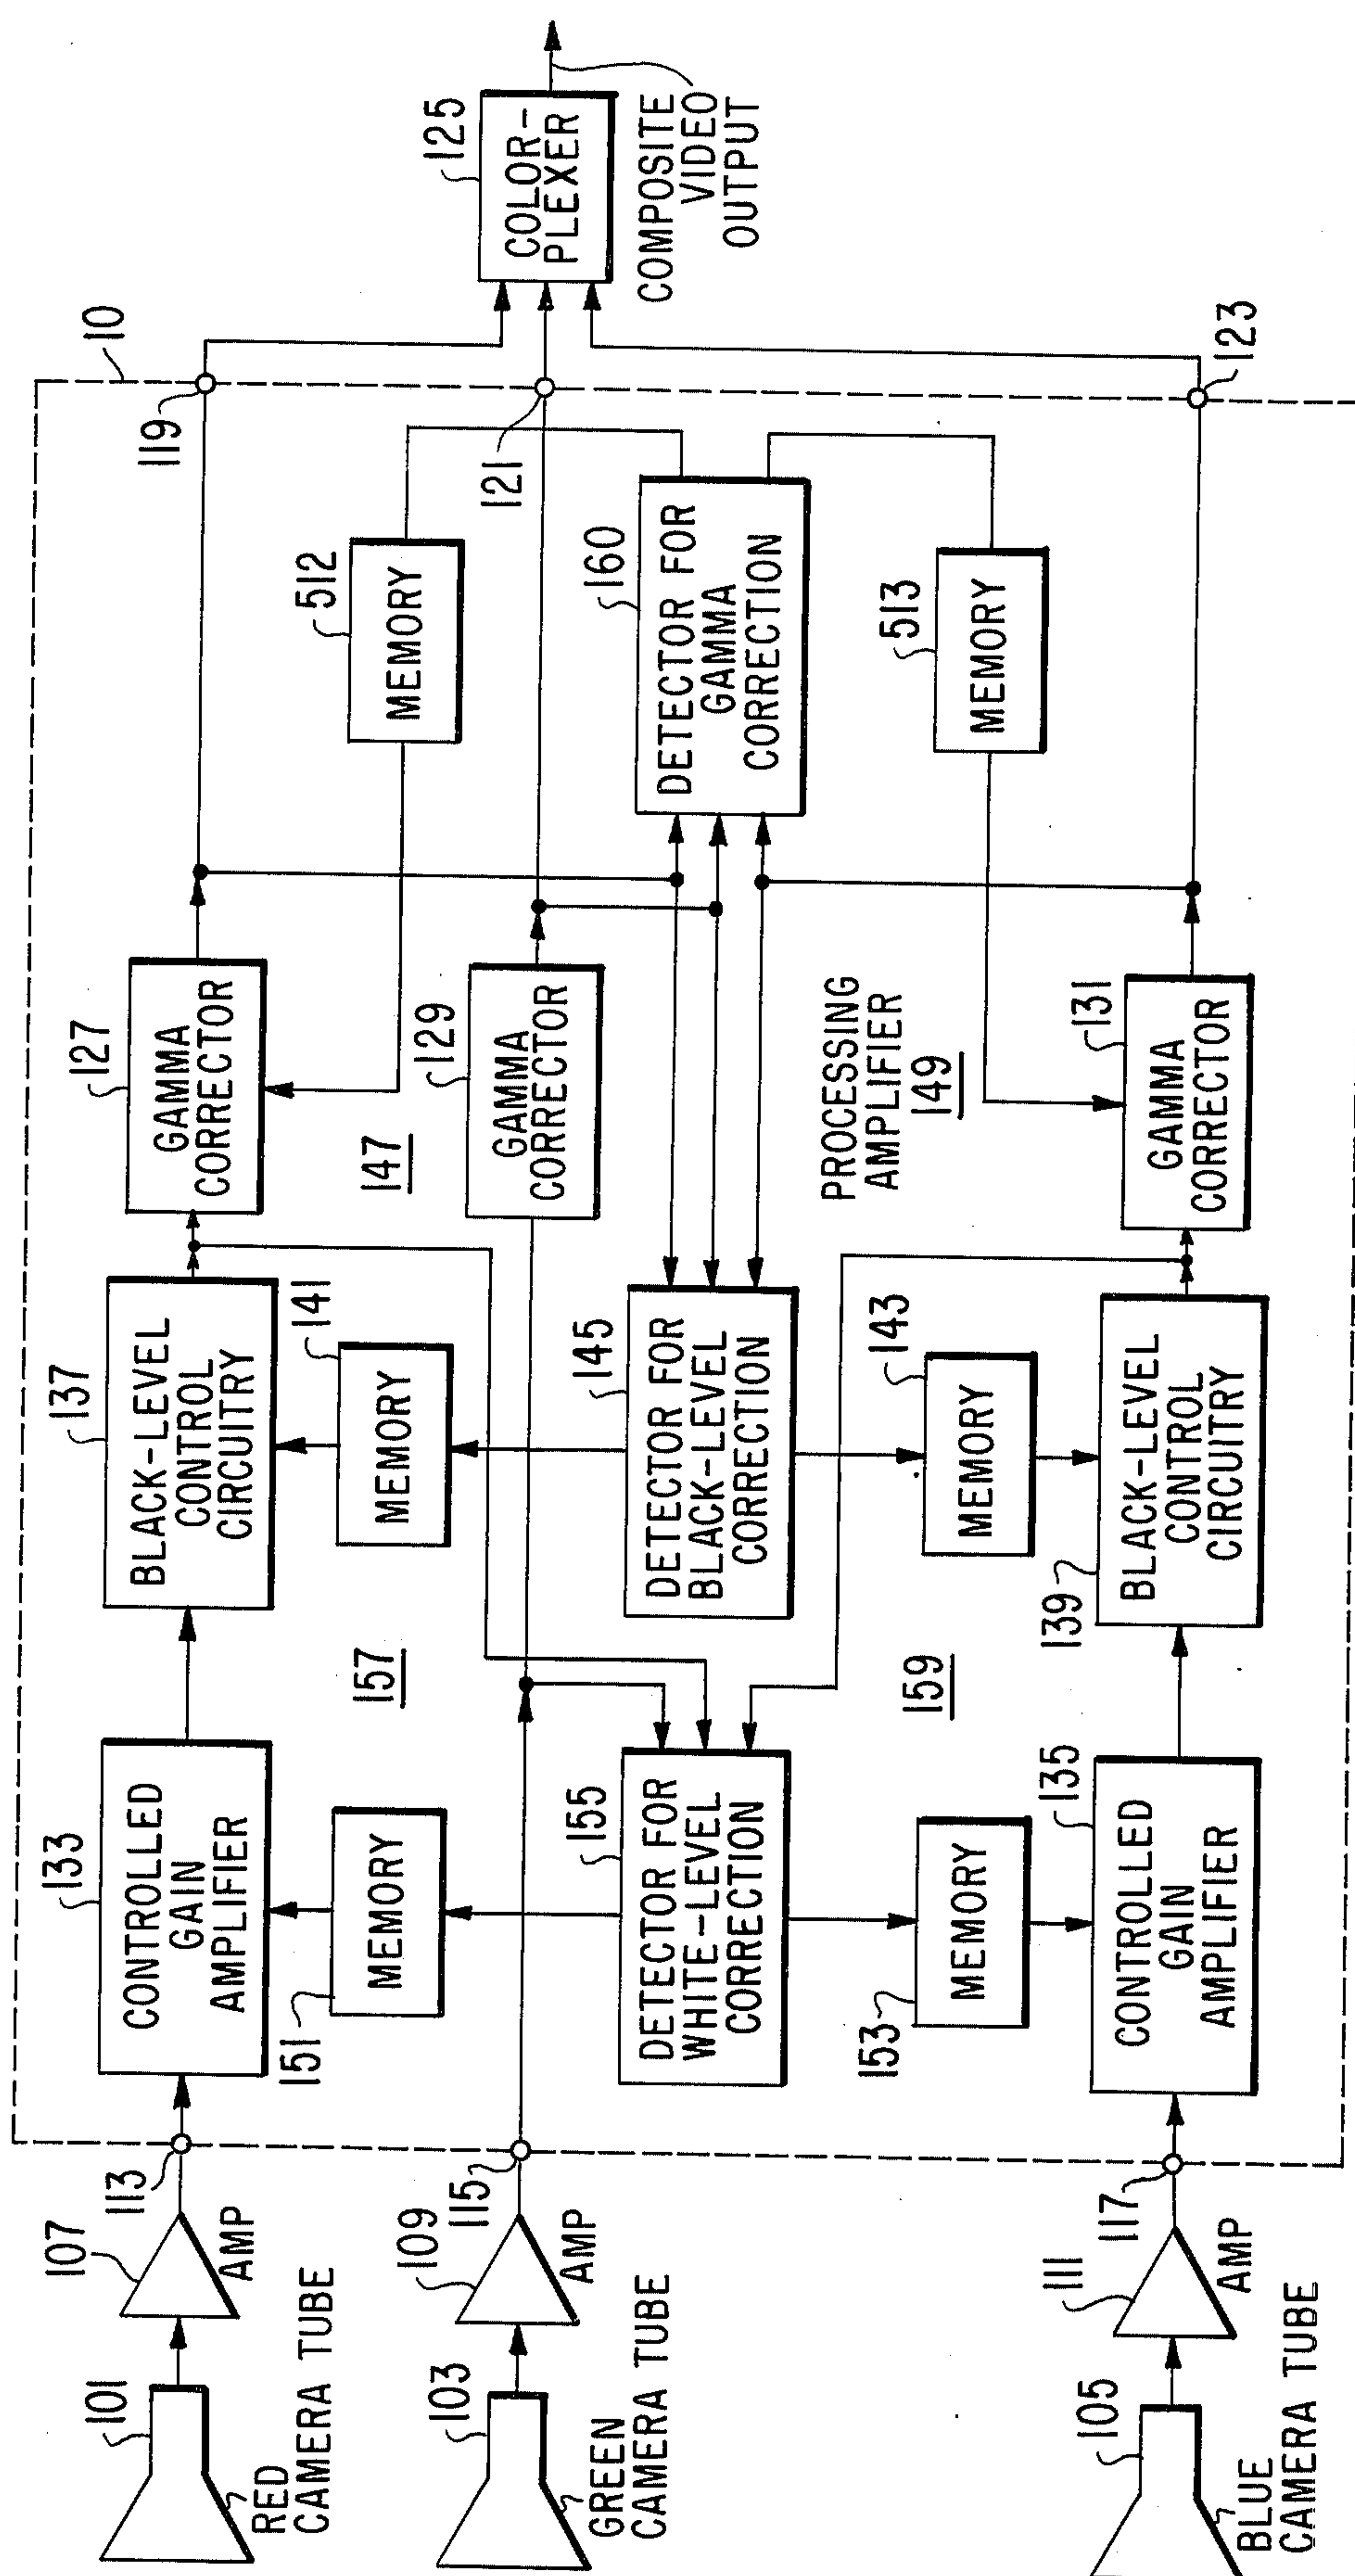 10
101
RED
CAMERA TUBE
107
AMP
113
133
CONTROLLED
GAIN
AMPLIFIER
137
BLACK-LEVEL
CONTROL
CIRCUITRY
127
GAMMA
CORRECTOR
119
125
COLOR-
PLEXER
COMPOSITE
VIDEO
OUTPUT
151
MEMORY
157
141
MEMORY
147
512
MEMORY
103
GREEN
CAMERA TUBE
109
AMP
115
129
GAMMA
CORRECTOR
121
155
DETECTOR FOR
WHITE-LEVEL
CORRECTION
145
DETECTOR FOR
BLACK-LEVEL
CORRECTION
160
DETECTOR FOR
GAMMA
CORRECTION
153
MEMORY
159
143
MEMORY
PROCESSING
AMPLIFIER
149
513
MEMORY
105
BLUE
CAMERA TUBE
111
AMP
117
135
CONTROLLED
GAIN
AMPLIFIER
139
BLACK-LEVEL
CONTROL
CIRCUITRY
131
GAMMA
CORRECTOR
123